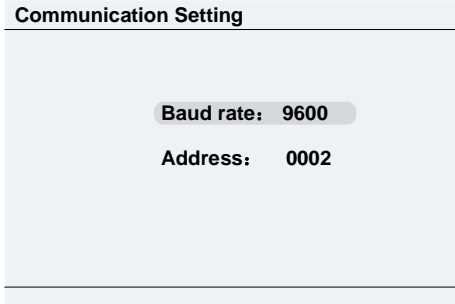 Communication Setting
Baud rate： 9600
Address： 0002